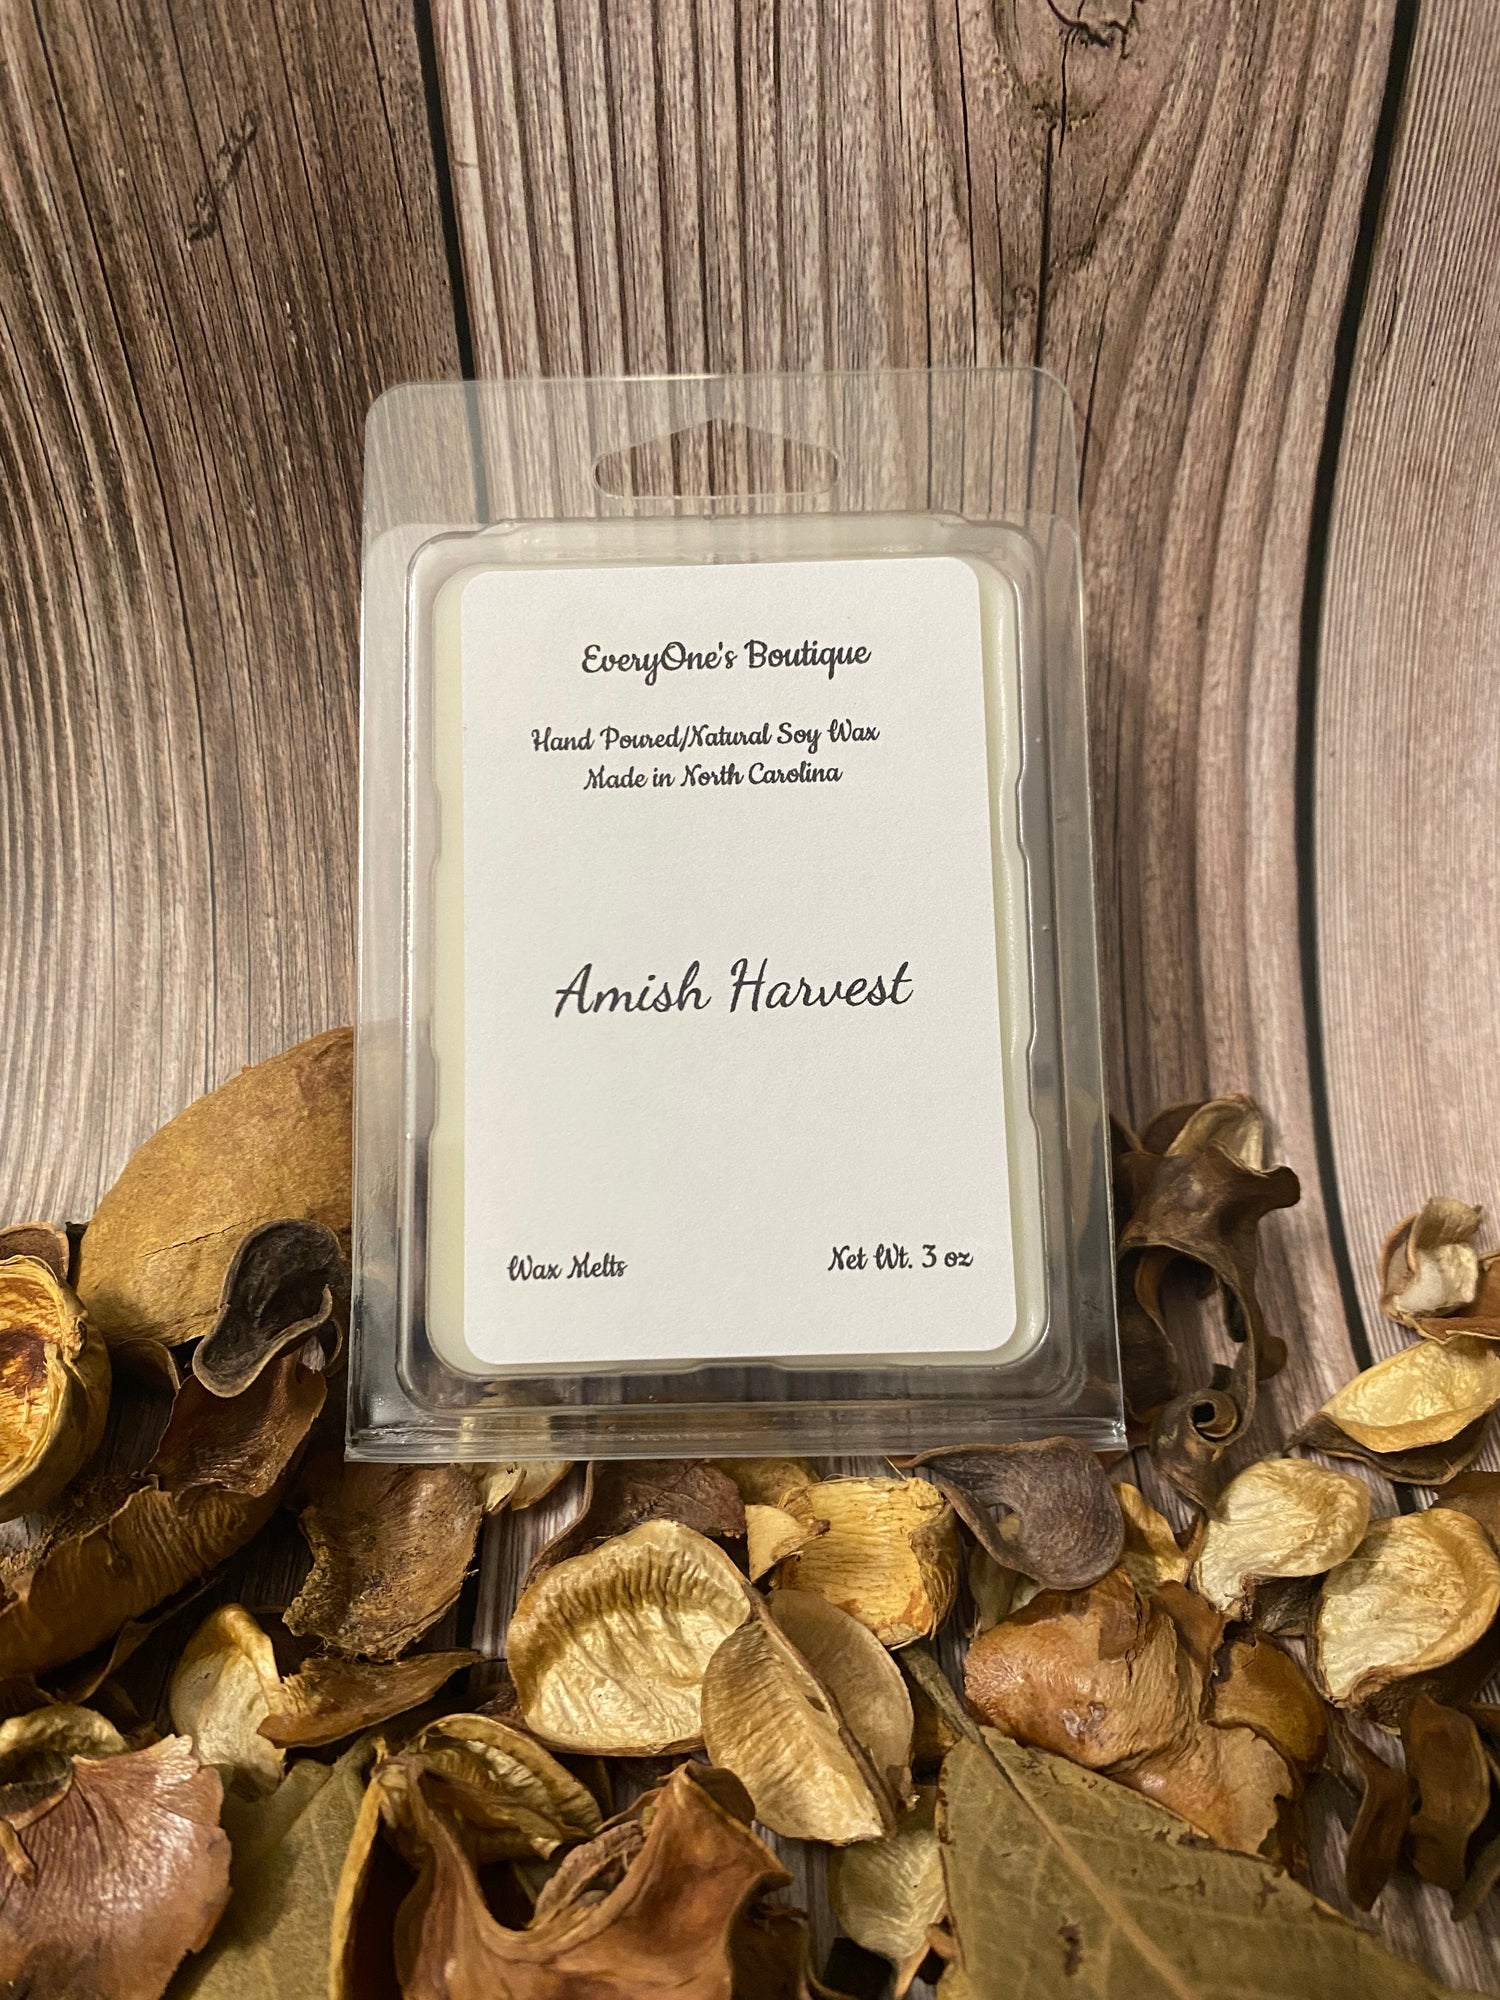 EveryOne's Boutique
Hand Poured/Natural Soy Wax
Made in North Carolina
Amish Harvest
Wax Melts
Net Wt. 3 oz